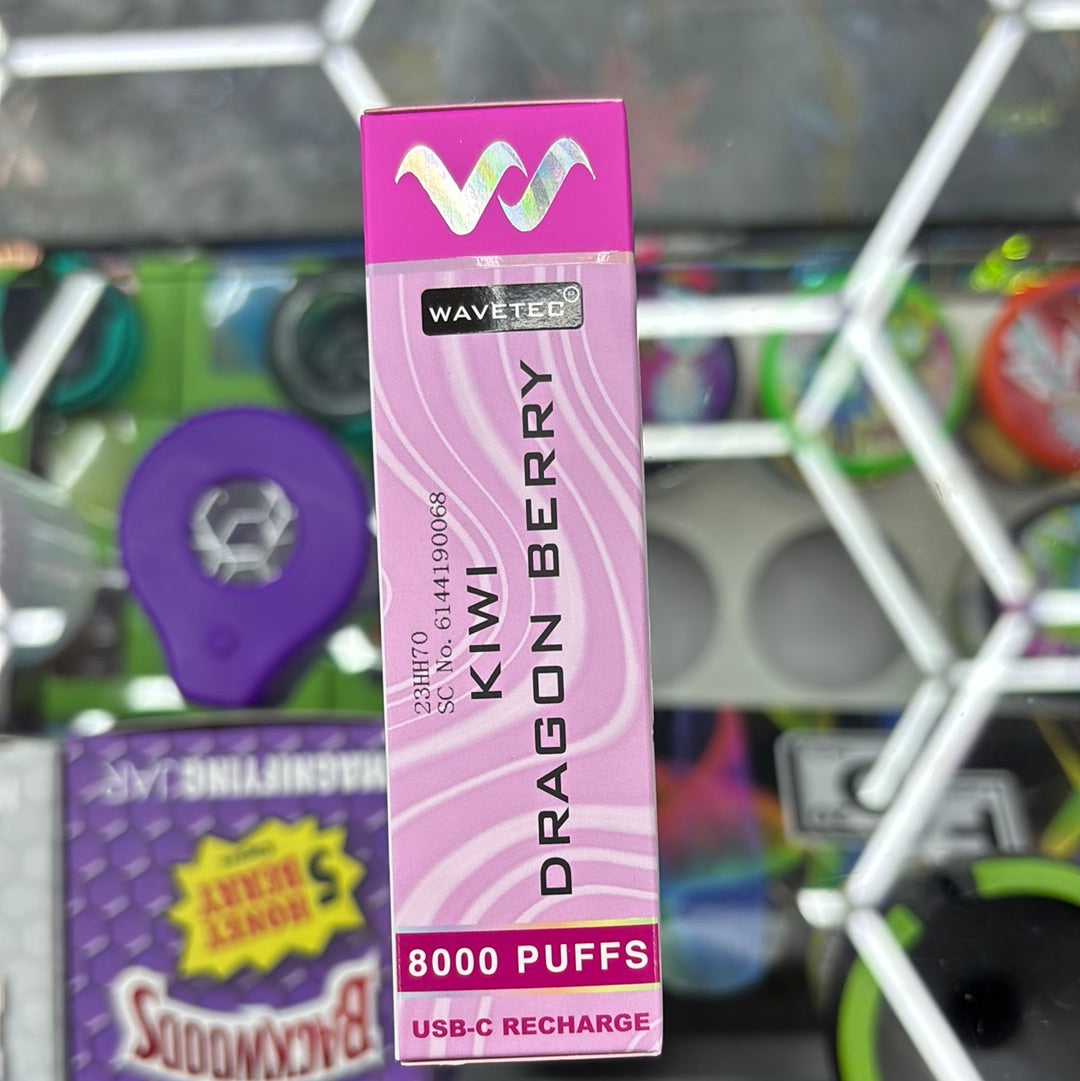 WAVETEC
R
23HH70
SC No. 6144190068
KIWI
DRAGON BERRY
8000 PUFFS
USB-C RECHARGE
MAGNIFYING JAR
5
HONEY
BERRY
BACKWOODS